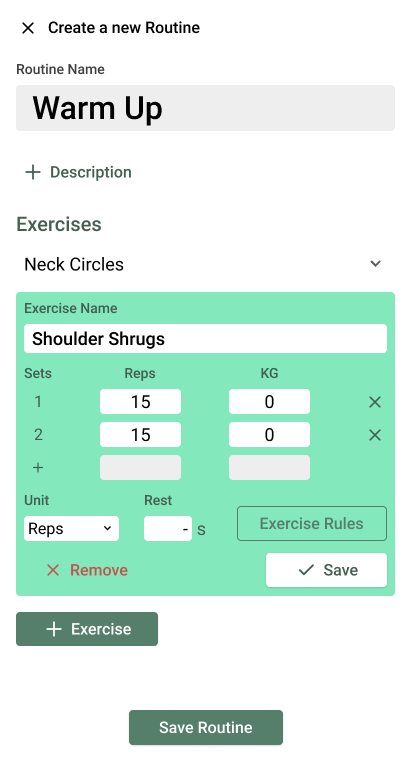 Create a new Routine
Routine Name
Warm Up
+ Description
Exercises
Neck Circles
Exercise Name
Shoulder Shrugs
Sets Reps KG
1 15 0 ×
2 15 0 ×
+
Unit Rest
Reps - s Exercise Rules
× Remove ✓ Save
+ Exercise
Save Routine